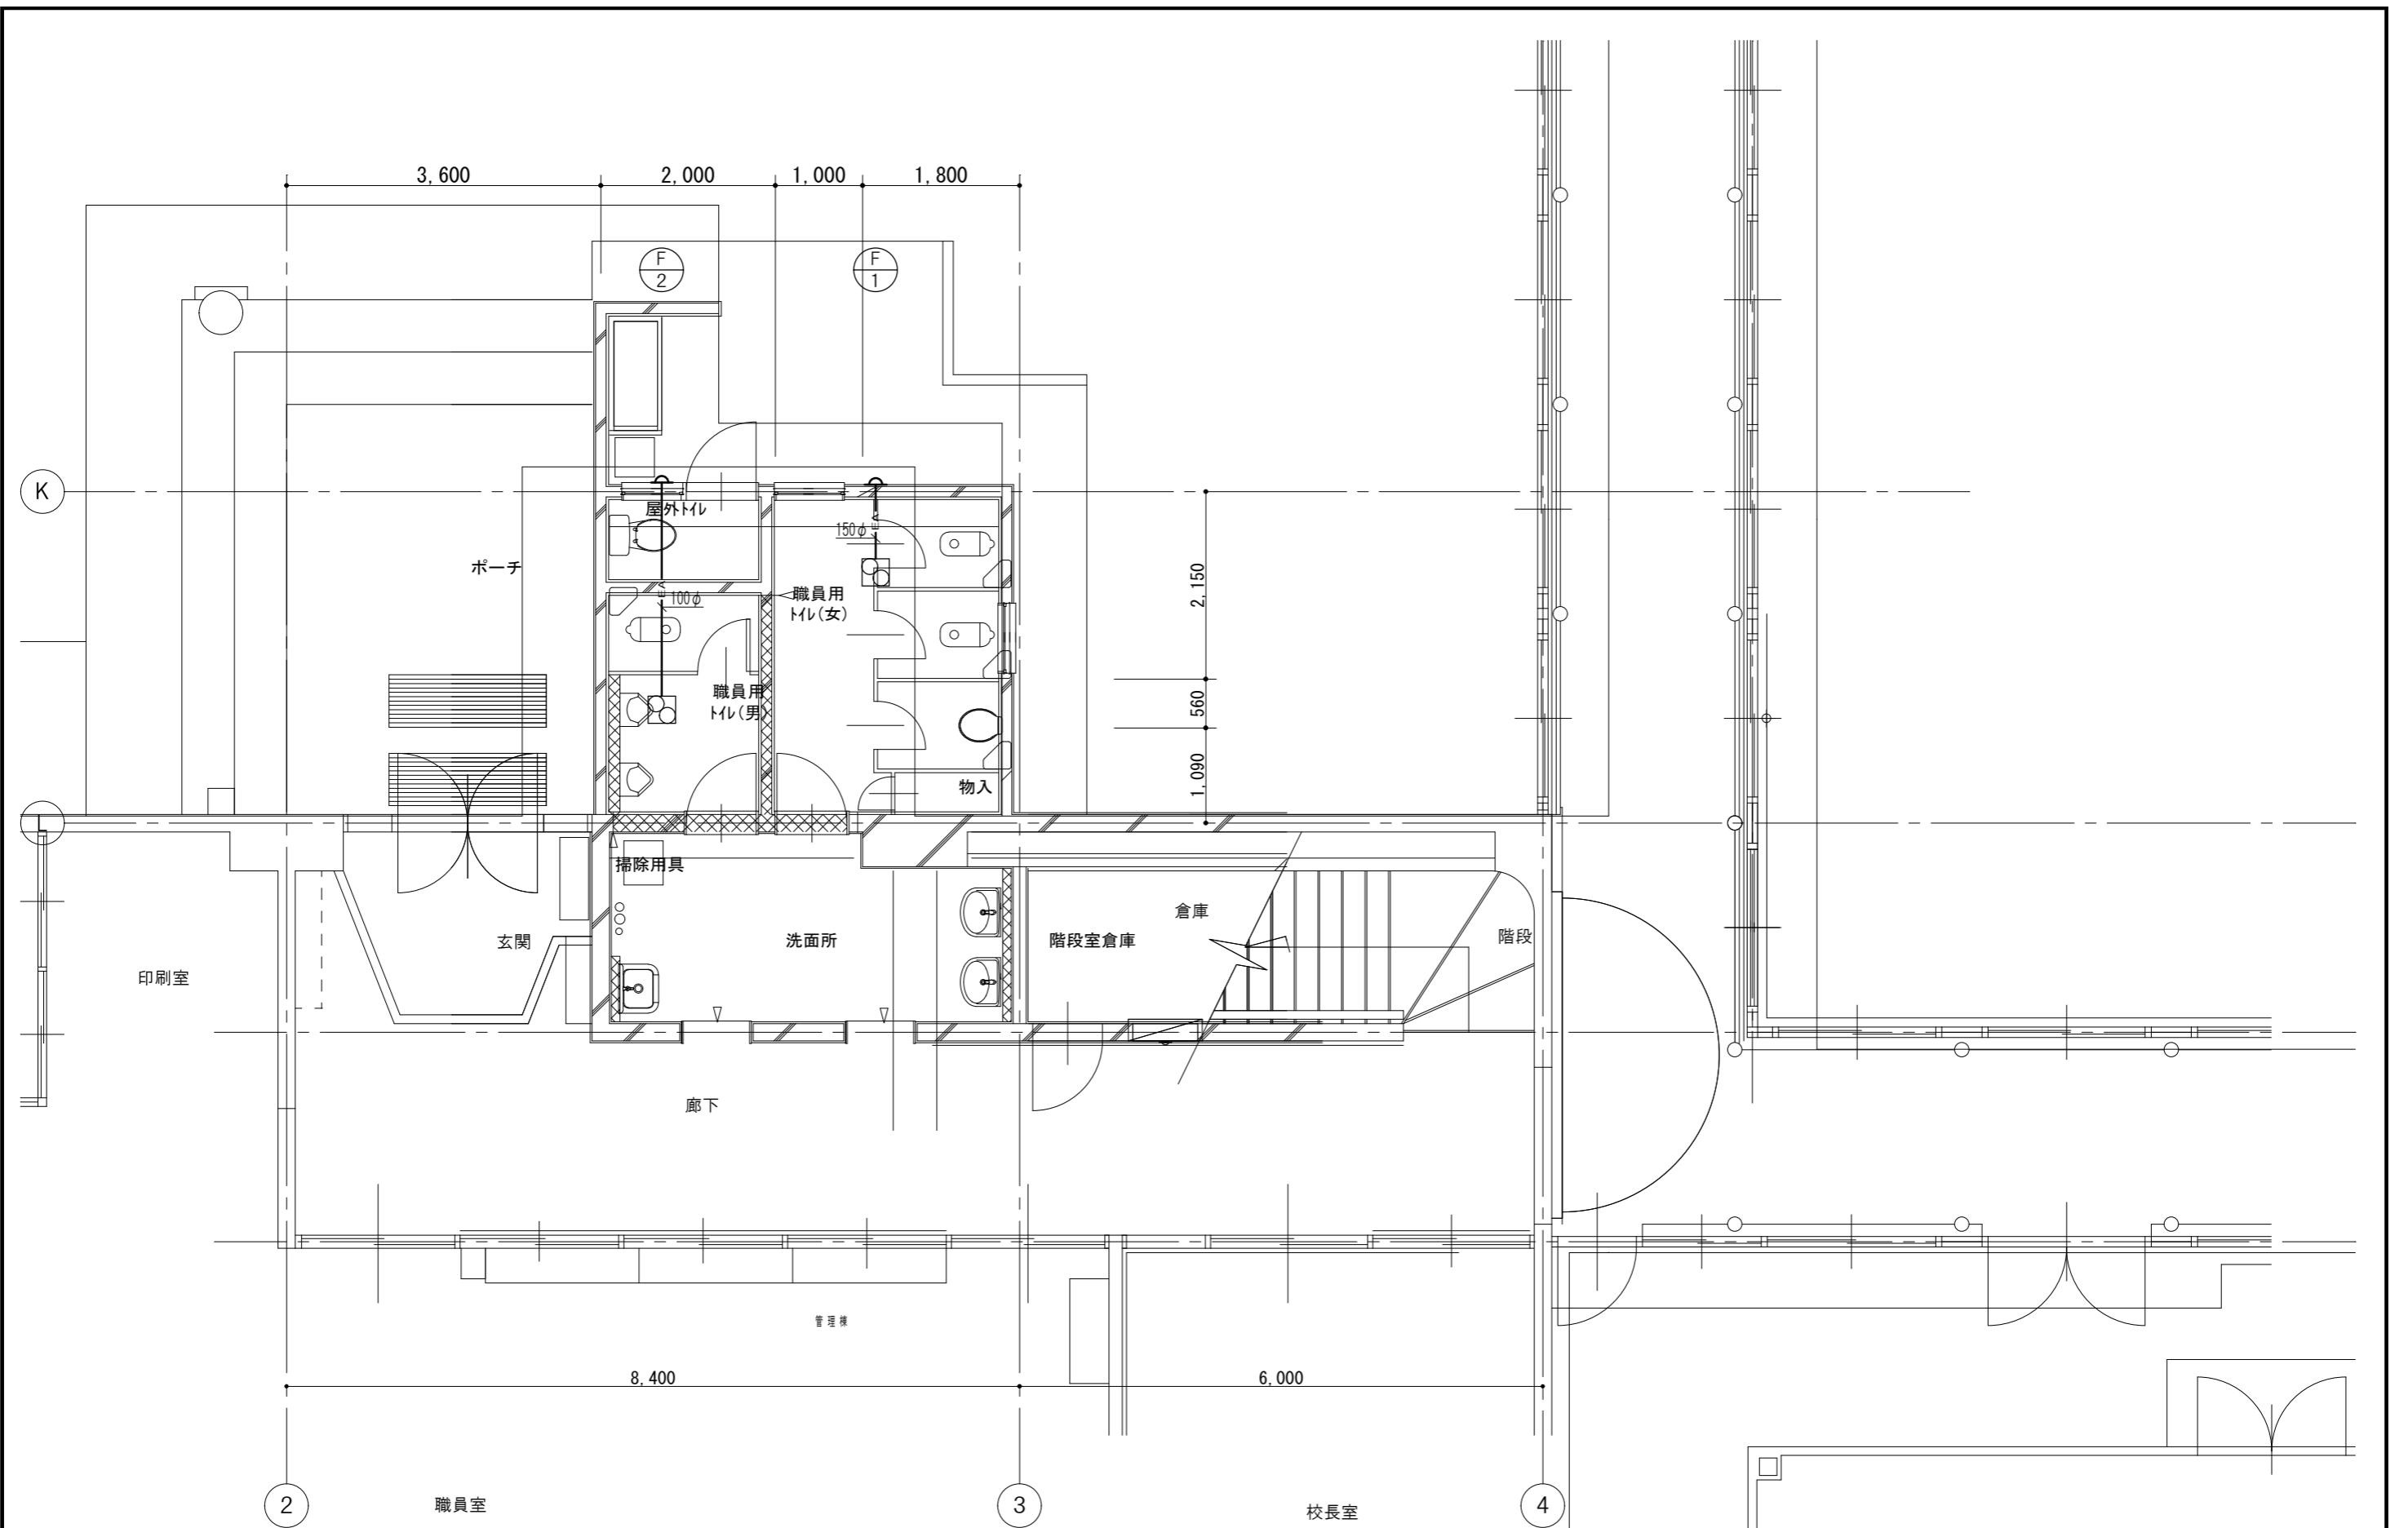 3,600
2,000
1,000
1,800
F
2
F
1
K
屋外ﾄｲﾚ
150φ
EA
ポーチ
2,150
EA
100φ
職員用
ﾄｲﾚ(女)
職員用
ﾄｲﾚ(男)
560
1,090
物入
L
掃除用具
玄関
洗面所
階段室倉庫
倉庫
階段
印刷室
廊下
管理棟
8,400
6,000
2
職員室
3
校長室
4